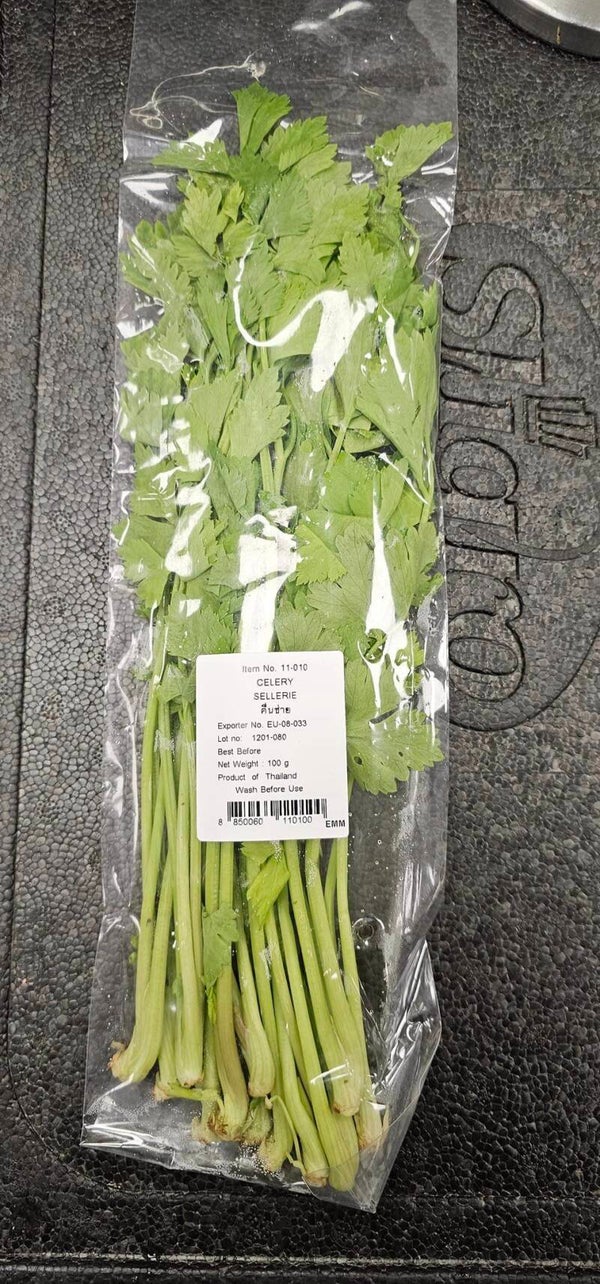 Item No. 11-010
CELERY
SELLERIE
คื่นช่าย
Exporter No. EU-08-033
Lot no: 1201-080
Best Before
Net Weight : 100 g
Product of Thailand
Wash Before Use
8 850060 110100
EMM